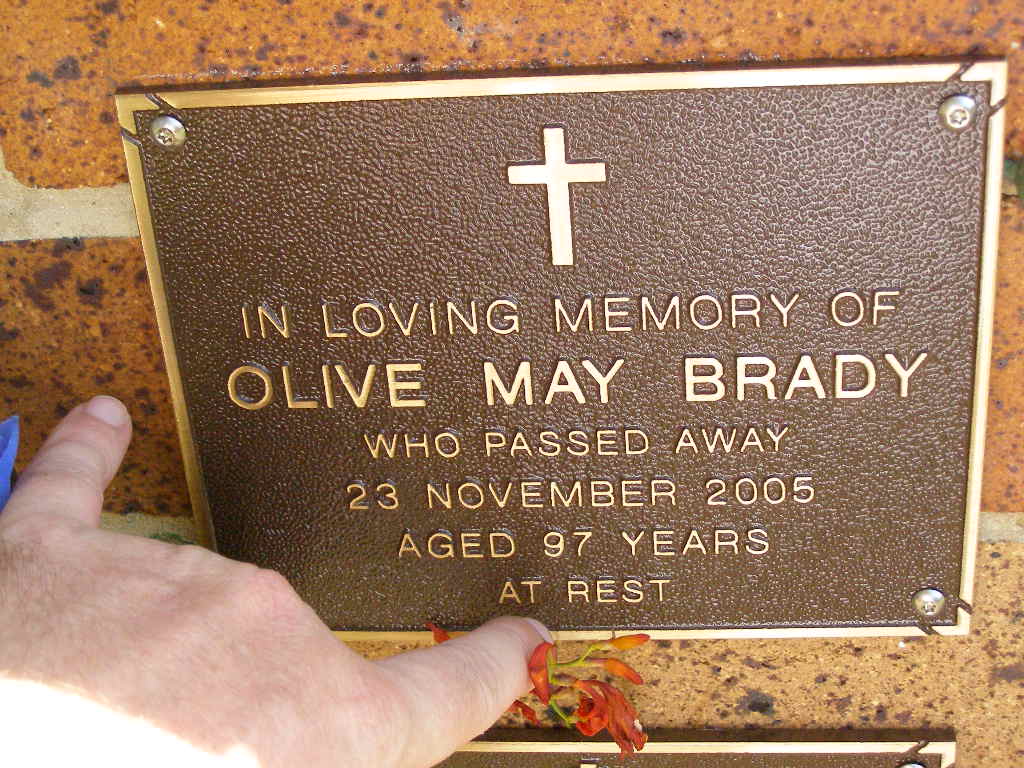 IN LOVING MEMORY OF
OLIVE MAY BRADY
WHO PASSED AWAY
23 NOVEMBER 2005
AGED 97 YEARS
AT REST